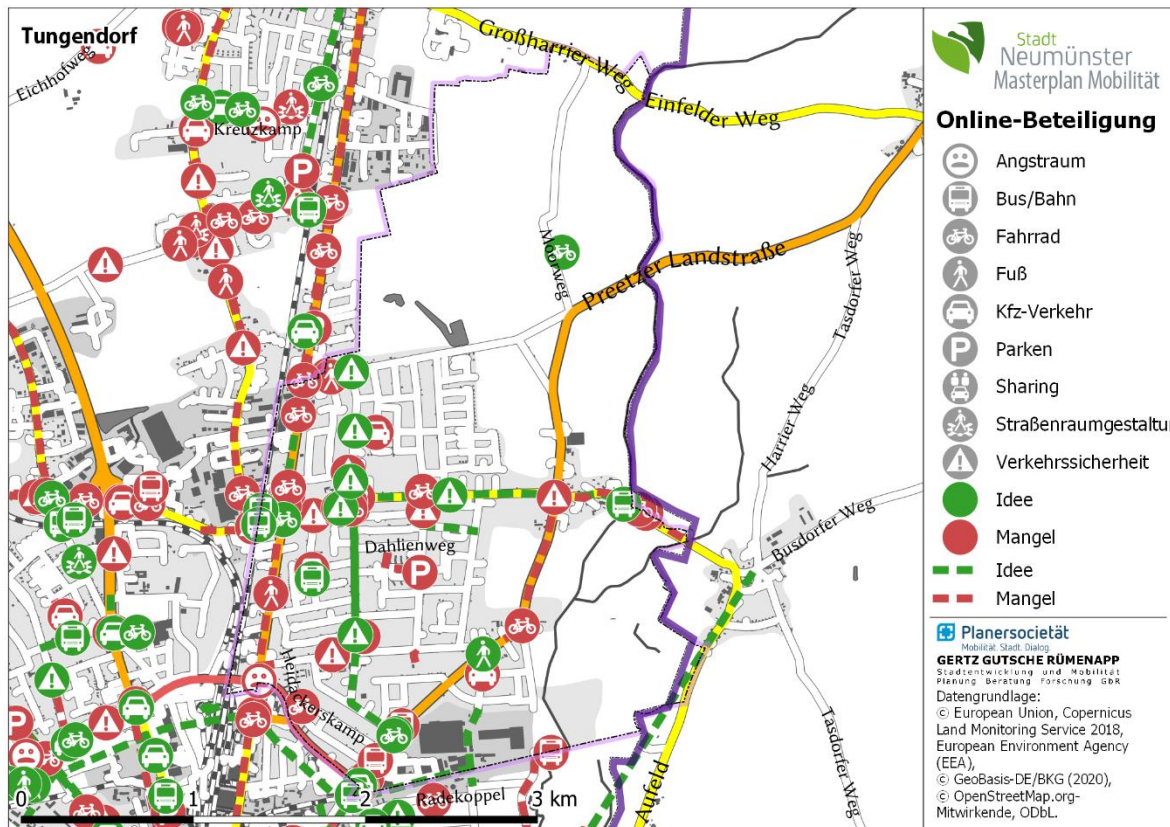 Tungendorf
Eichhofweg
Kreuzkamp
Großharrier Weg
Einfelder Weg
Moorweg
Preetzer Landstraße
Tasdorfer Weg
Harrier Weg
Busdorfer Weg
Dahlienweg
Heidackerskamp
Radekoppel
Aufeld
Tasdorfer Weg
P
P
P
0 1 2 3 km
Stadt
Neumünster
Masterplan Mobilität
Online-Beteiligung
Angstraum
Bus/Bahn
Fahrrad
Fuß
Kfz-Verkehr
P Parken
Sharing
Straßenraumgestaltu
Verkehrssicherheit
Idee
Mangel
Idee
Mangel
Planersocietät
Mobilität. Stadt. Dialog.
GERTZ GUTSCHE RÜMENAPP
Stadtentwicklung und Mobilität
Planung Beratung Forschung GbR
Datengrundlage:
© European Union, Copernicus
Land Monitoring Service 2018,
European Environment Agency
(EEA),
© GeoBasis-DE/BKG (2020),
© OpenStreetMap.org-
Mitwirkende, ODbL.